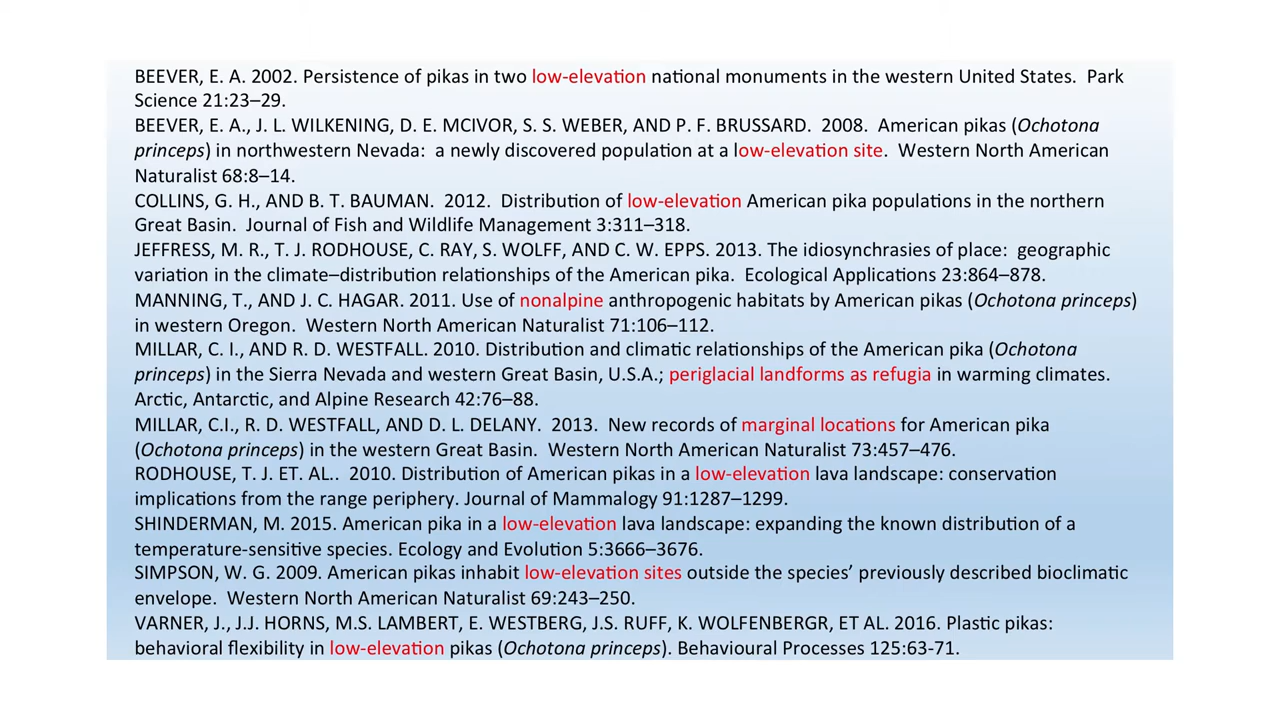 BEEVER, E. A. 2002. Persistence of pikas in two low-elevation national monuments in the western United States.  Park
Science 21:23–29.
BEEVER, E. A., J. L. WILKENING, D. E. MCIVOR, S. S. WEBER, AND P. F. BRUSSARD.  2008.  American pikas (Ochotona
princeps) in northwestern Nevada:  a newly discovered population at a low-elevation site.  Western North American
Naturalist 68:8–14.
COLLINS, G. H., AND B. T. BAUMAN.  2012.  Distribution of low-elevation American pika populations in the northern
Great Basin.  Journal of Fish and Wildlife Management 3:311–318.
JEFFRESS, M. R., T. J. RODHOUSE, C. RAY, S. WOLFF, AND C. W. EPPS. 2013. The idiosynchrasies of place:  geographic
variation in the climate–distribution relationships of the American pika.  Ecological Applications 23:864–878.
MANNING, T., AND J. C. HAGAR. 2011. Use of nonalpine anthropogenic habitats by American pikas (Ochotona princeps)
in western Oregon.  Western North American Naturalist 71:106–112.
MILLAR, C. I., AND R. D. WESTFALL. 2010. Distribution and climatic relationships of the American pika (Ochotona
princeps) in the Sierra Nevada and western Great Basin, U.S.A.; periglacial landforms as refugia in warming climates.
Arctic, Antarctic, and Alpine Research 42:76–88.
MILLAR, C.I., R. D. WESTFALL, AND D. L. DELANY.  2013.  New records of marginal locations for American pika
(Ochotona princeps) in the western Great Basin.  Western North American Naturalist 73:457–476.
RODHOUSE, T. J. ET. AL..  2010. Distribution of American pikas in a low-elevation lava landscape: conservation
implications from the range periphery. Journal of Mammalogy 91:1287–1299.
SHINDERMAN, M. 2015. American pika in a low-elevation lava landscape: expanding the known distribution of a
temperature-sensitive species. Ecology and Evolution 5:3666–3676.
SIMPSON, W. G. 2009. American pikas inhabit low-elevation sites outside the species’ previously described bioclimatic
envelope.  Western North American Naturalist 69:243–250.
VARNER, J., J.J. HORNS, M.S. LAMBERT, E. WESTBERG, J.S. RUFF, K. WOLFENBERGR, ET AL. 2016. Plastic pikas:
behavioral flexibility in low-elevation pikas (Ochotona princeps). Behavioural Processes 125:63-71.